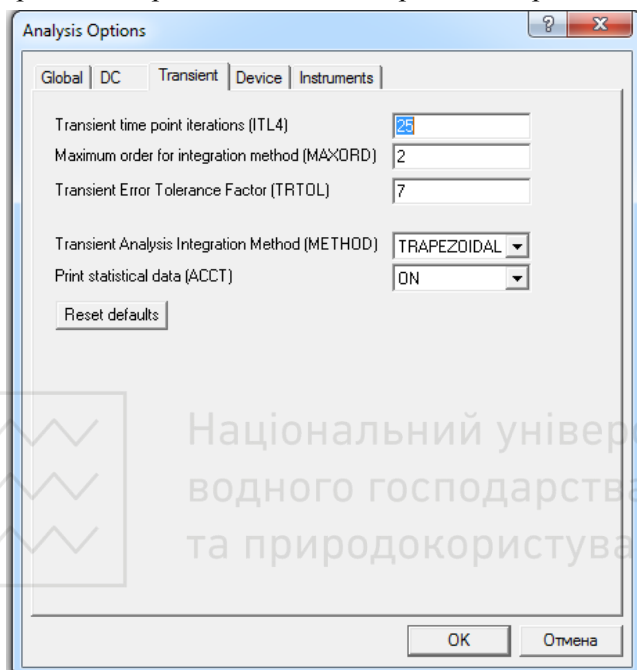 Analysis Options
Global DC Transient Device Instruments
Transient time point iterations (ITL4) 25
Maximum order for integration method (MAXORD) 2
Transient Error Tolerance Factor (TRTOL) 7
Transient Analysis Integration Method (METHOD) TRAPEZOIDAL
Print statistical data (ACCT) ON
Reset defaults
Національний універ
водного господарства
та природокористува
OK Отмена